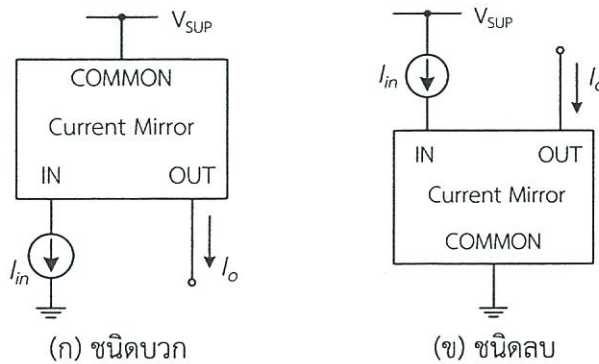 V_SUP
COMMON
Current Mirror
IN OUT
I_in
I_o
(ก) ชนิดบวก
V_SUP
I_in
I_o
IN OUT
Current Mirror
COMMON
(ข) ชนิดลบ